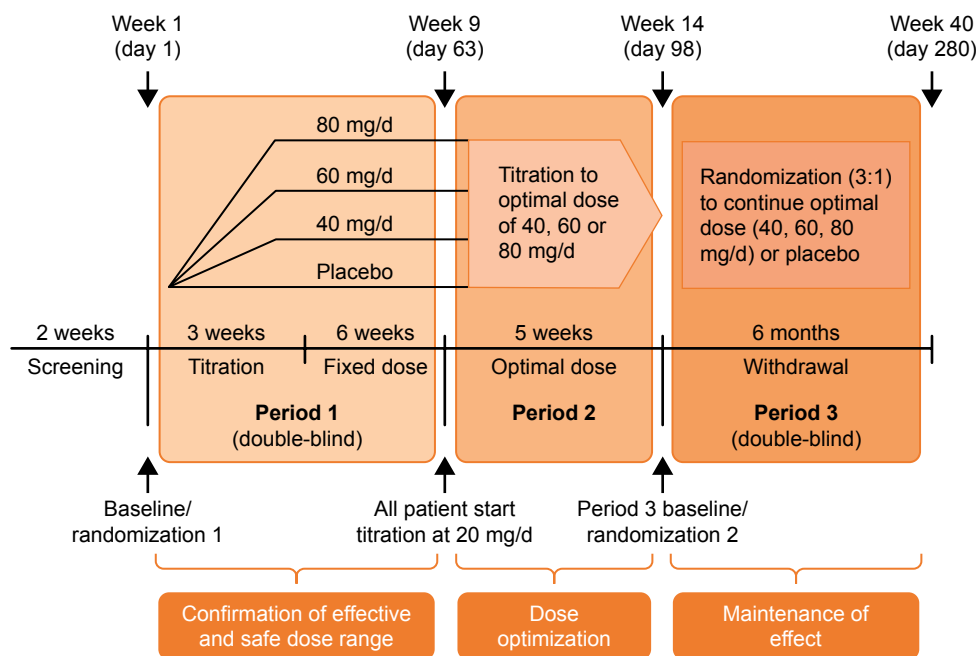 Week 1
(day 1)
Week 9
(day 63)
Week 14
(day 98)
Week 40
(day 280)
80 mg/d
60 mg/d
40 mg/d
Placebo
Titration to
optimal dose
of 40, 60 or
80 mg/d
Randomization (3:1)
to continue optimal
dose (40, 60, 80
mg/d) or placebo
2 weeks
3 weeks
6 weeks
5 weeks
6 months
Screening
Titration
Fixed dose
Optimal dose
Withdrawal
Period 1
(double-blind)
Period 2
Period 3
(double-blind)
Baseline/
randomization 1
All patient start
titration at 20 mg/d
Period 3 baseline/
randomization 2
Confirmation of effective
and safe dose range
Dose
optimization
Maintenance of
effect